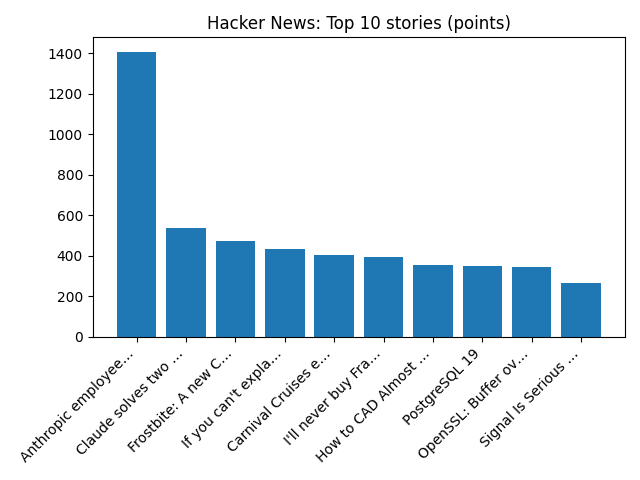 Hacker News: Top 10 stories (points)
1400
1200
1000
800
600
400
200
0
Anthropic employee...
Claude solves two ...
Frostbite: A new C...
If you can't expla...
Carnival Cruises e...
I'll never buy Fra...
How to CAD Almost ...
PostgreSQL 19
OpenSSL: Buffer ov...
Signal Is Serious ...